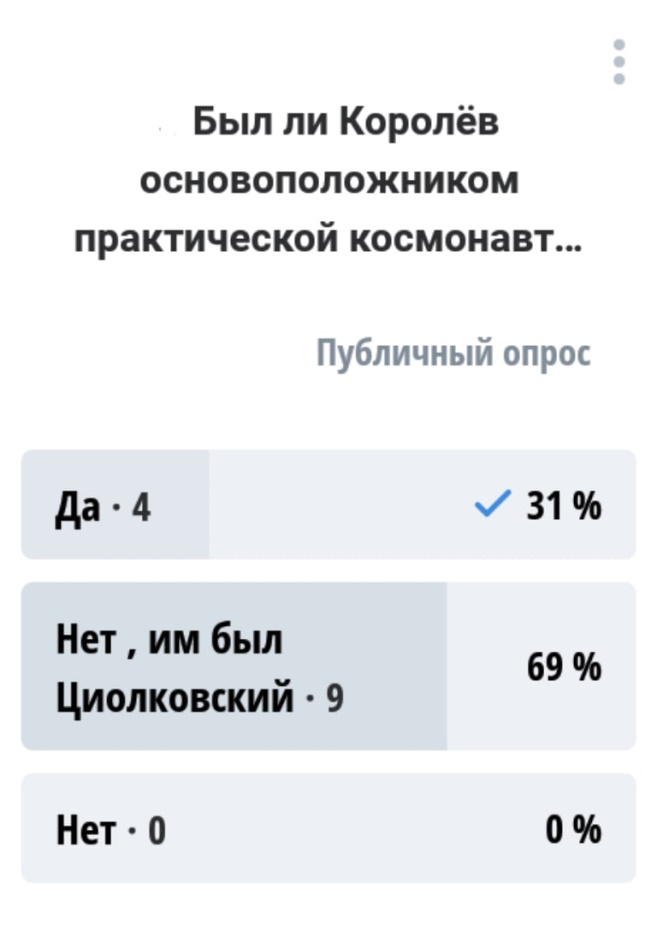 Был ли Королёв
основоположником
практической космонавт...
Публичный опрос
Да · 4
31 %
Нет , им был
Циолковский · 9
69 %
Нет · 0
0 %